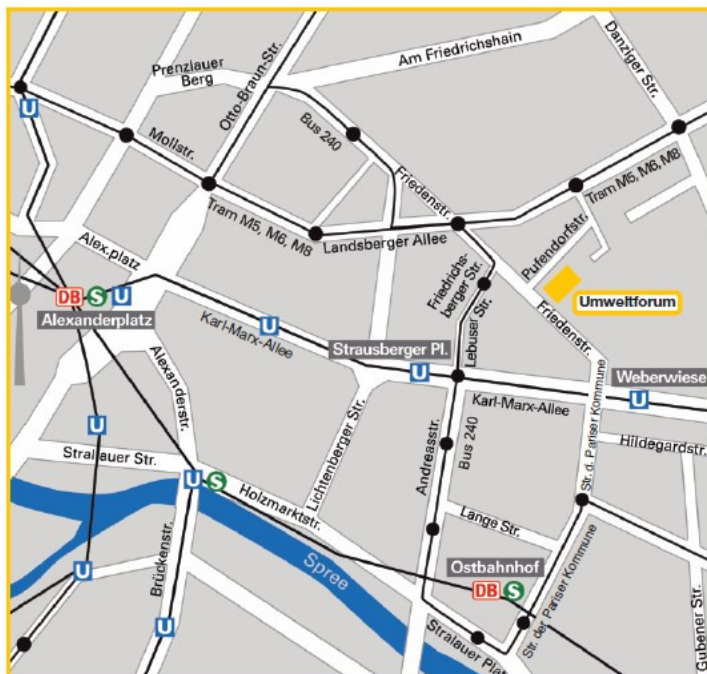 Prenzlauer
Berg
Otto-Braun-Str.
Am Friedrichshain
Danziger Str.
U
Mollstr.
Bus 240
Friedenstr.
Tram M5, M6, M8
Tram M5, M6, M8
Landsberger Allee
Pufendorfstr.
Alex.platz
Friedrichs-
berger Str.
Lebuser Str.
Umweltforum
Friedenstr.
DB S U
Alexanderplatz
Karl-Marx-Allee
U
Strausberger Pl.
U
Weberwiese
U
Karl-Marx-Allee
Alexanderstr.
Lichtenberger Str.
Andreasstr.
Bus 240
Str. d. Pariser Kommune
Hildegardstr.
U
Strallauer Str.
U S
Holzmarktstr.
Lange Str.
Spree
Ostbahnhof
DB S
U
Brückenstr.
U
Stralauer Platz
Str. der Pariser Kommune
Gubener Str.